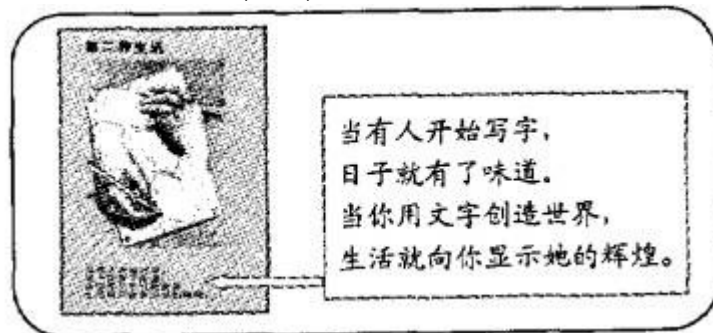 第二种生活
当有人开始写字，
日子就有了味道。
当你用文字创造世界，
生活就向你显示她的辉煌。